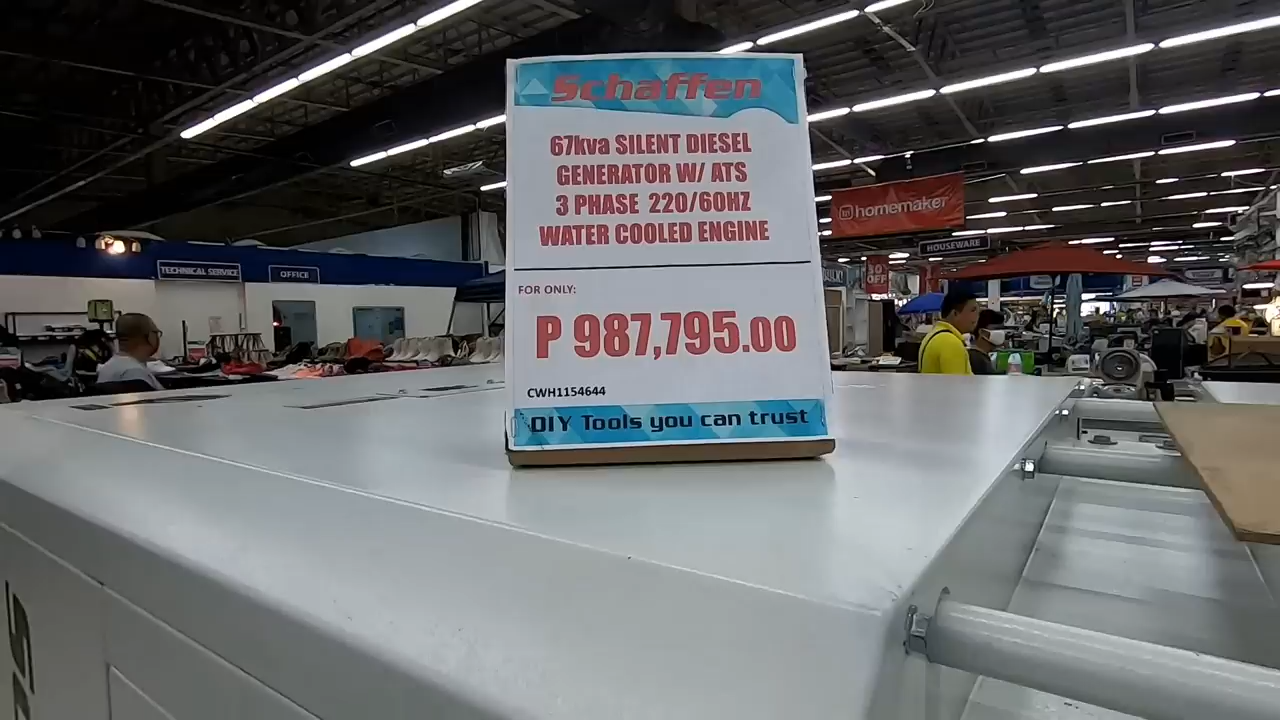 Schaffen
67kva SILENT DIESEL
GENERATOR W/ ATS
3 PHASE 220/60HZ
WATER COOLED ENGINE
FOR ONLY:
P 987,795.00
CWH1154644
DIY Tools you can trust
homemaker
HOUSEWARE
TECHNICAL SERVICE
OFFICE
OFF